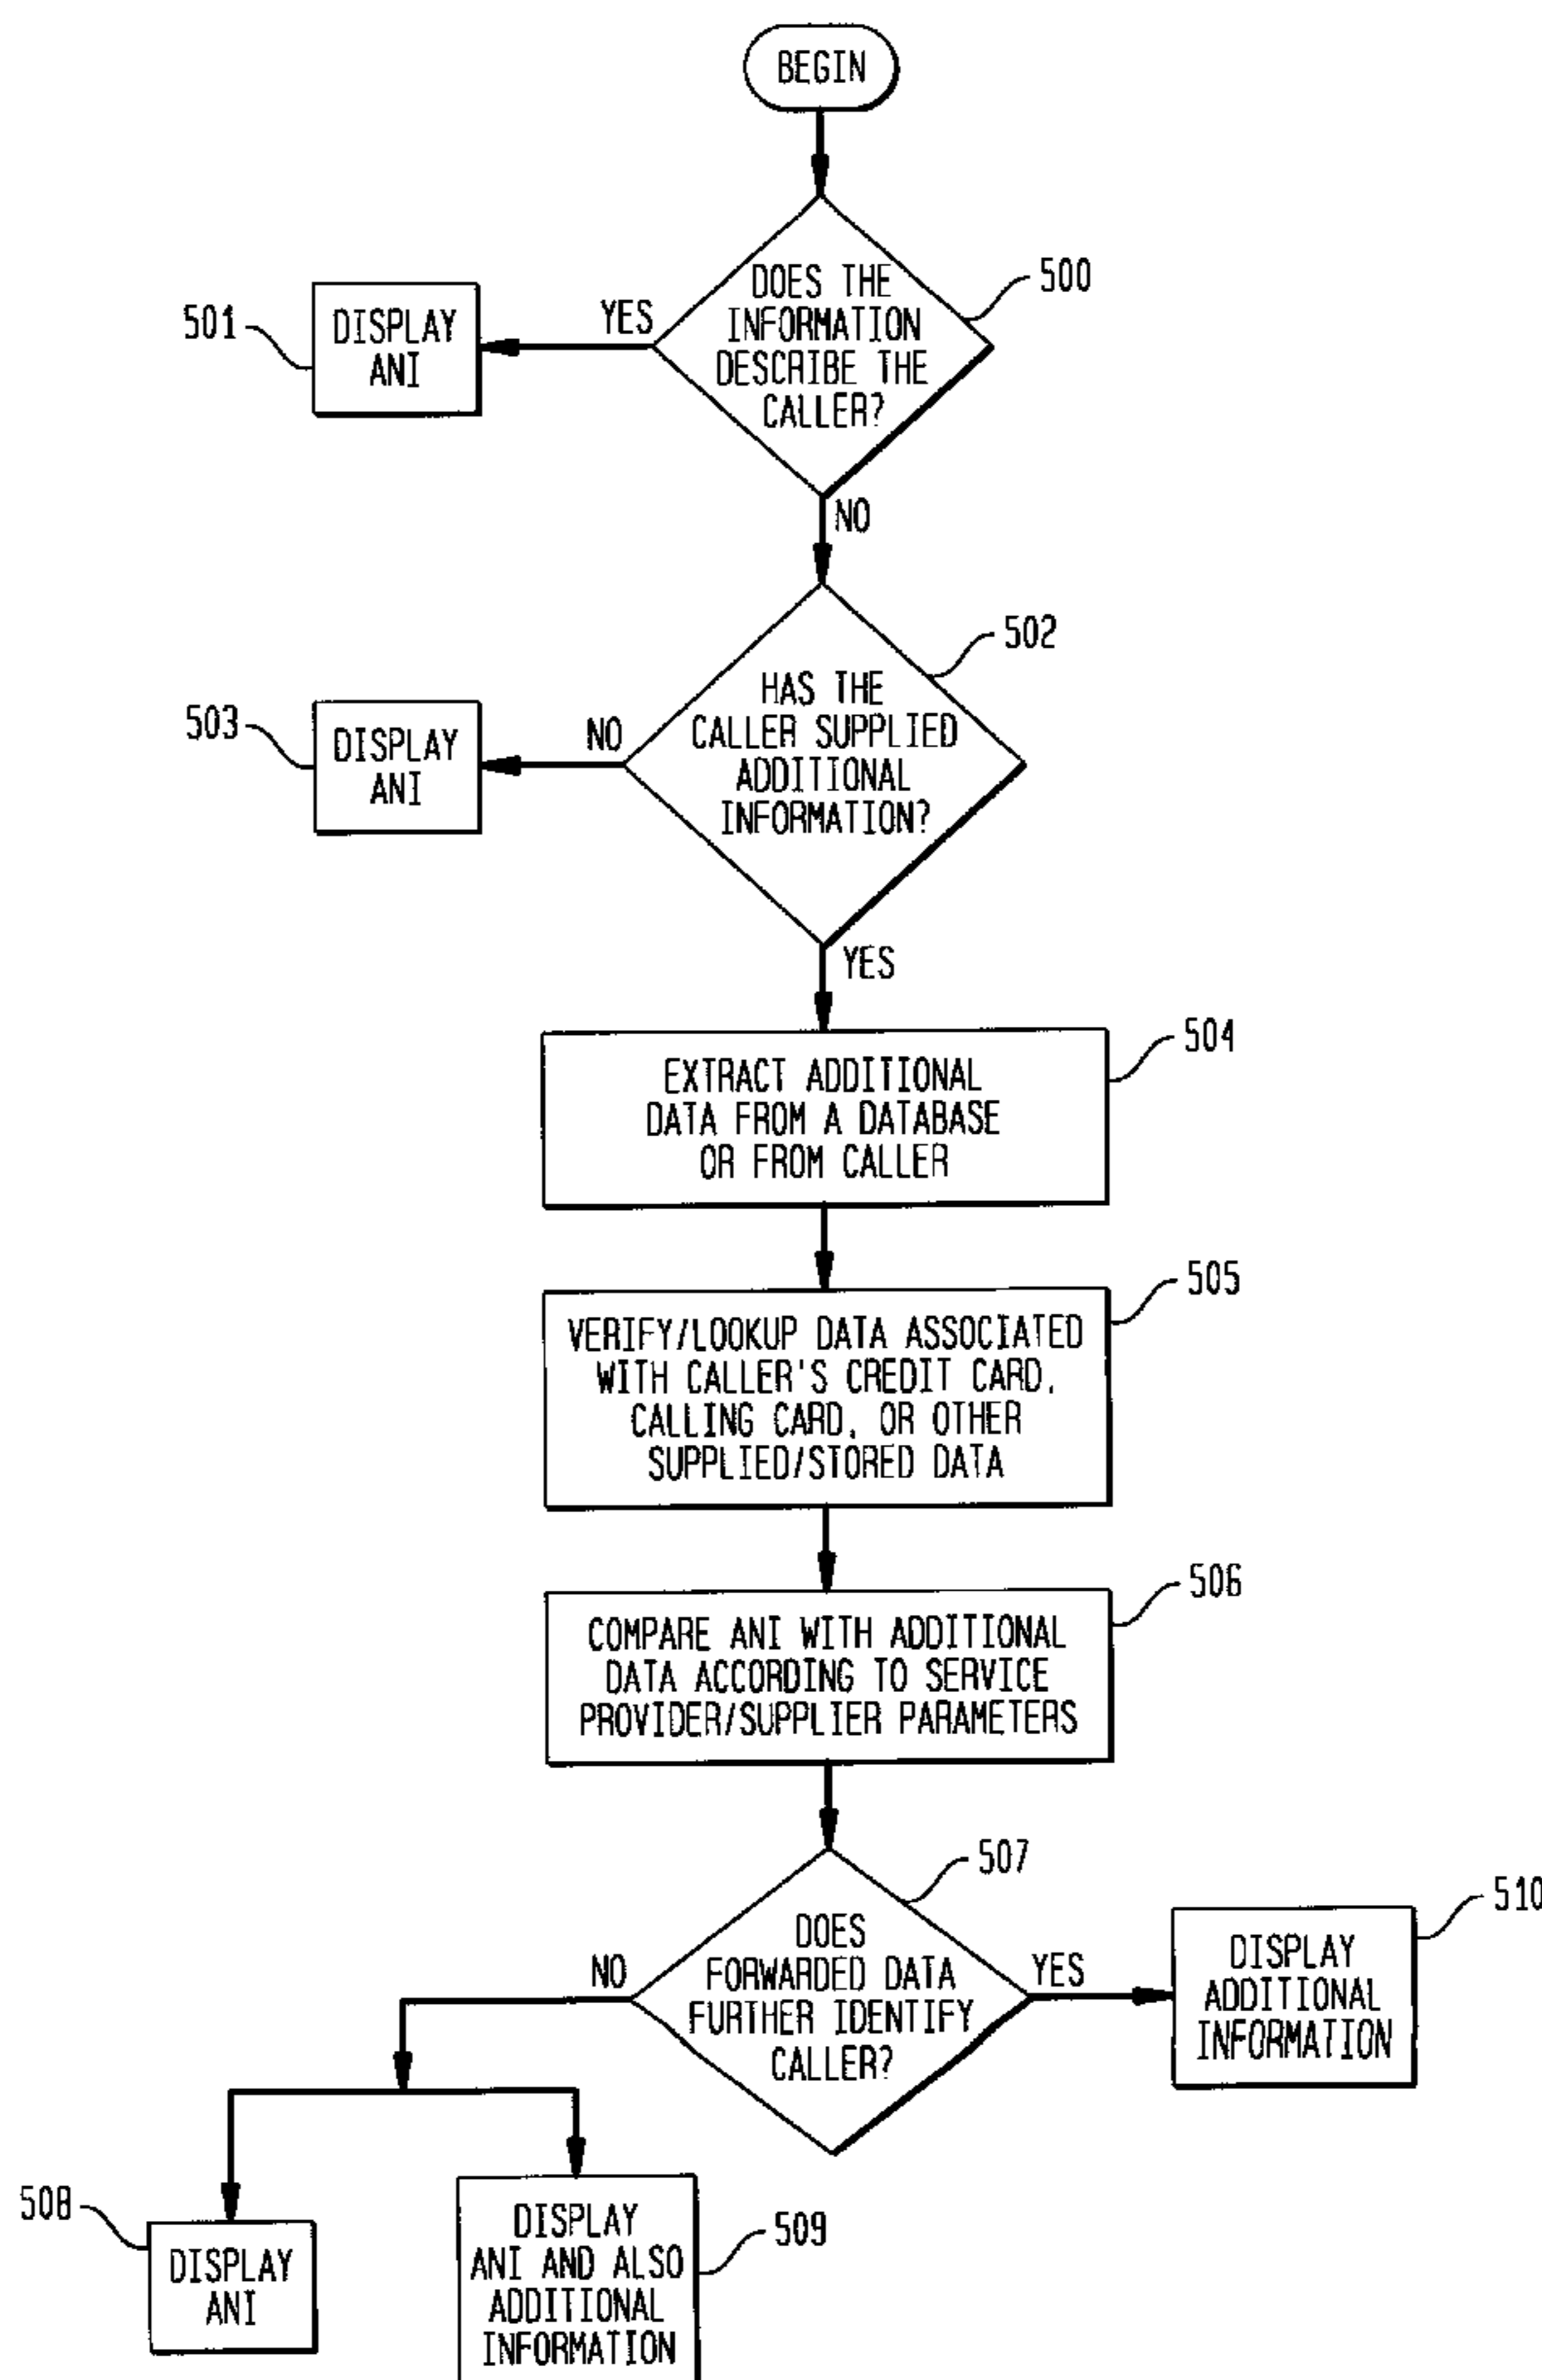 BEGIN
DOES THE
INFORMATION
DESCRIBE THE
CALLER?
500
YES
501
DISPLAY
ANI
NO
502
HAS THE
CALLER SUPPLIED
ADDITIONAL
INFORMATION?
NO
503
DISPLAY
ANI
YES
504
EXTRACT ADDITIONAL
DATA FROM A DATABASE
OR FROM CALLER
505
VERIFY/LOOKUP DATA ASSOCIATED
WITH CALLER'S CREDIT CARD,
CALLING CARD, OR OTHER
SUPPLIED/STORED DATA
506
COMPARE ANI WITH ADDITIONAL
DATA ACCORDING TO SERVICE
PROVIDER/SUPPLIER PARAMETERS
507
DOES
FORWARDED DATA
FURTHER IDENTIFY
CALLER?
NO
YES
510
DISPLAY
ADDITIONAL
INFORMATION
508
DISPLAY
ANI
DISPLAY
ANI AND ALSO
ADDITIONAL
INFORMATION
509